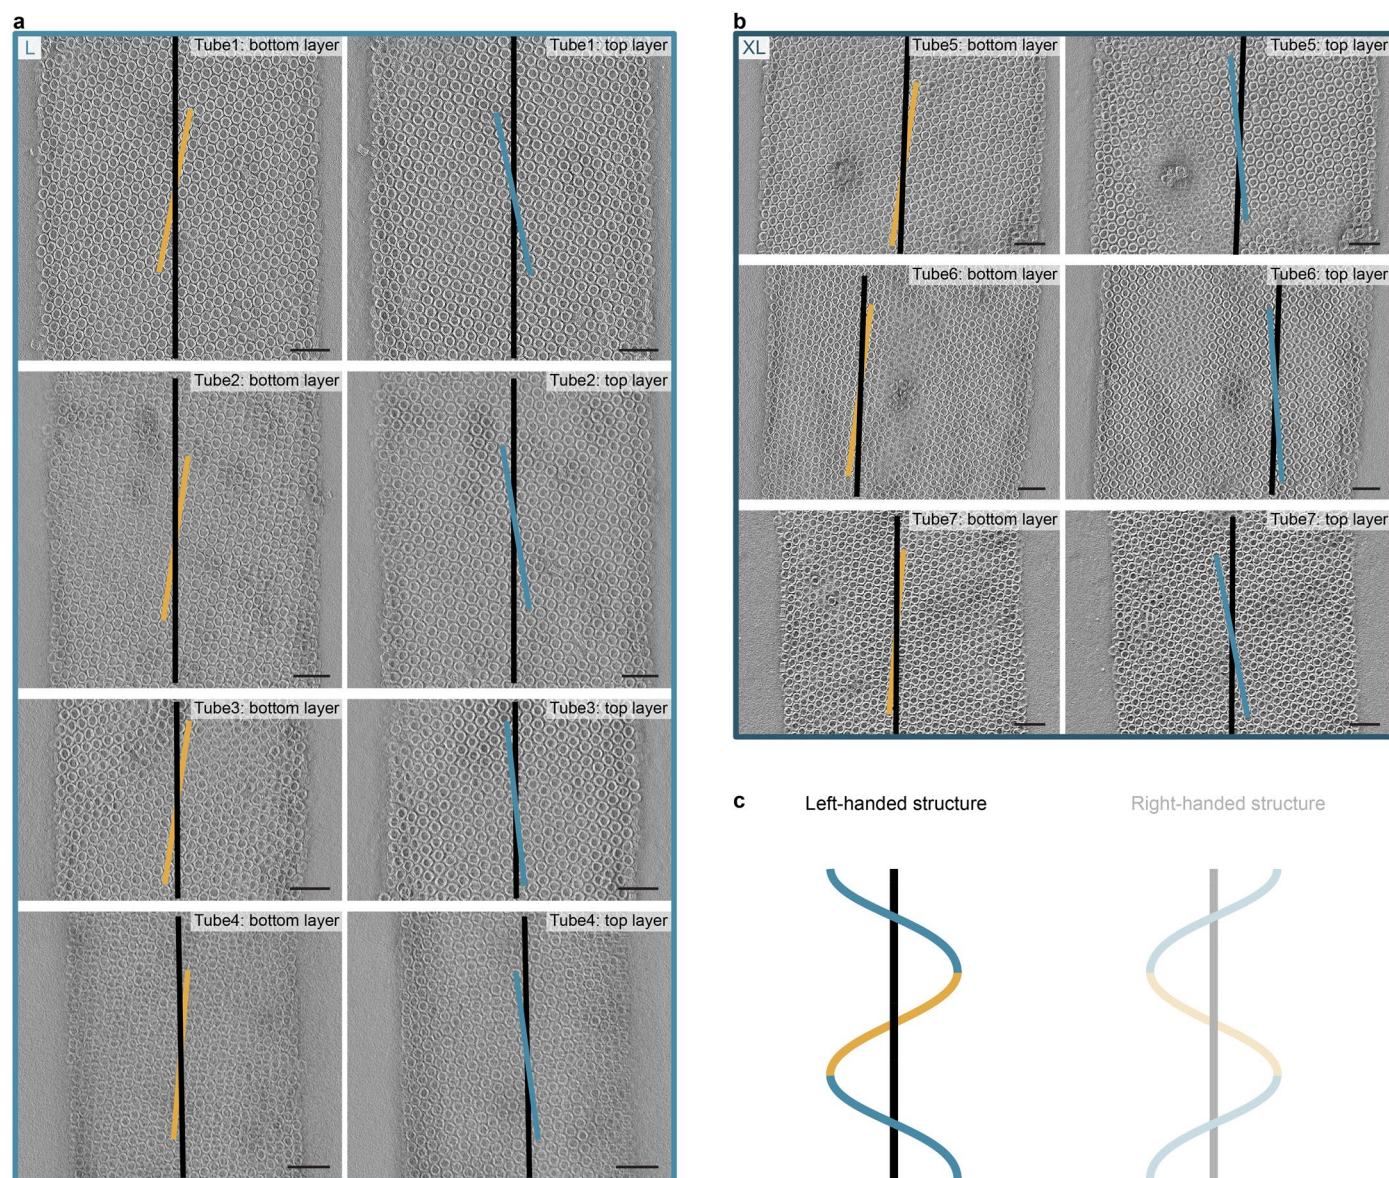 a
L
Tube1: bottom layer
Tube1: top layer
Tube2: bottom layer
Tube2: top layer
Tube3: bottom layer
Tube3: top layer
Tube4: bottom layer
Tube4: top layer
b
XL
Tube5: bottom layer
Tube5: top layer
Tube6: bottom layer
Tube6: top layer
Tube7: bottom layer
Tube7: top layer
c
Left-handed structure
Right-handed structure